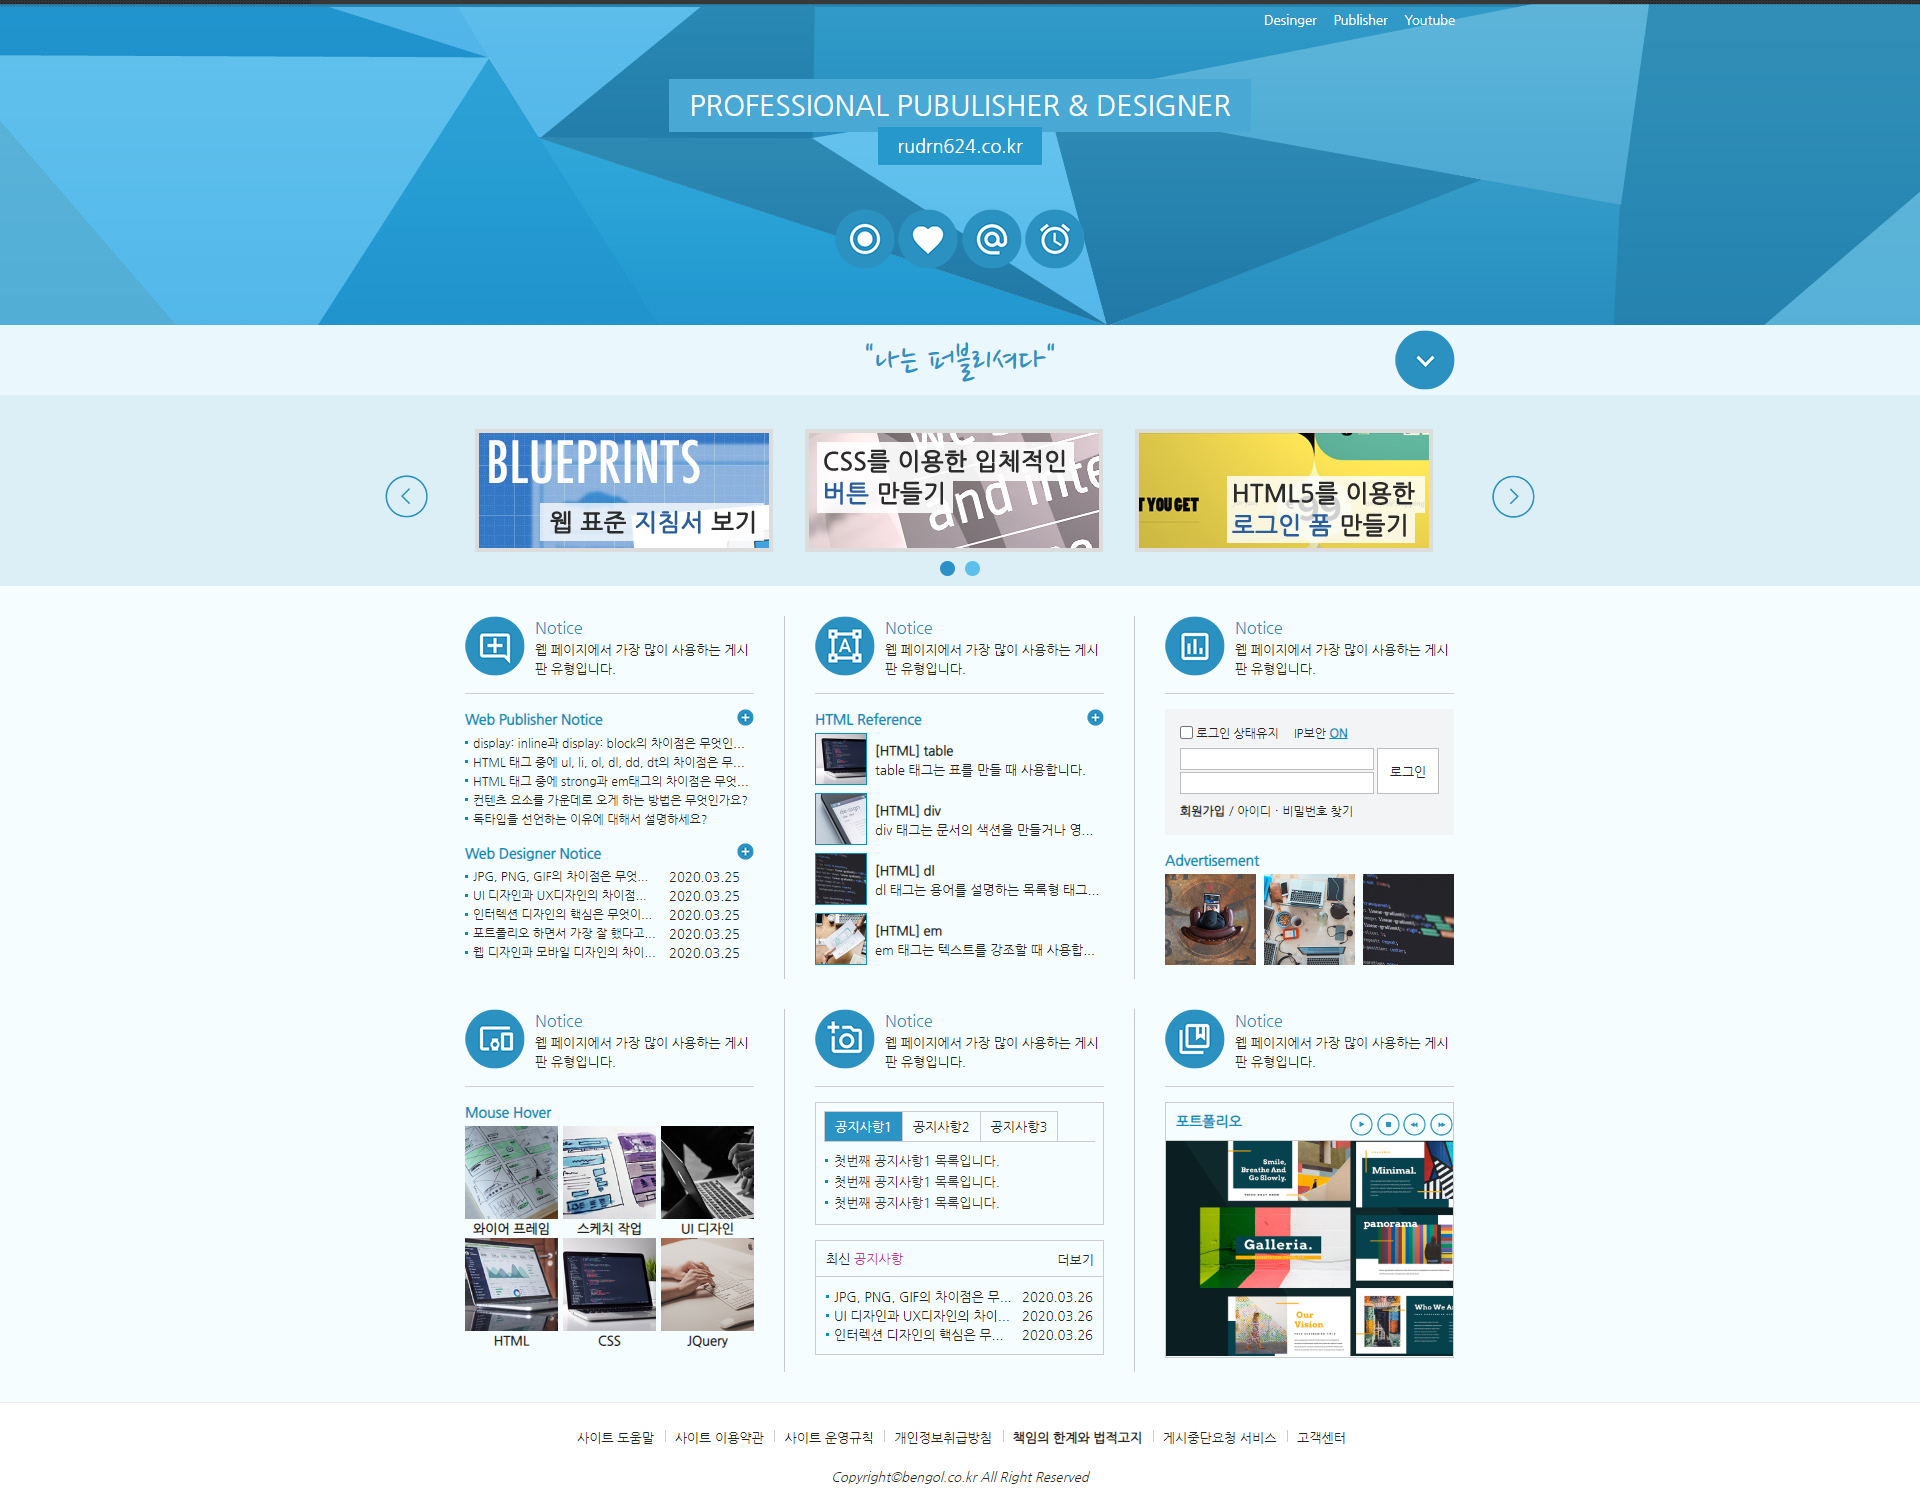 Desinger Publisher Youtube
PROFESSIONAL PUBULISHER & DESIGNER
rudrn624.co.kr
"나는 퍼블리셔다"
BLUEPRINTS
웹 표준 지침서 보기
CSS를 이용한 입체적인
버튼 만들기
and inte
T YOU GET
HTML5를 이용한
로그인 폼 만들기
Notice
웹 페이지에서 가장 많이 사용하는 게시
판 유형입니다.
Web Publisher Notice
display: inline과 display: block의 차이점은 무엇인...
HTML 태그 중에 ul, li, ol, dl, dd, dt의 차이점은 무...
HTML 태그 중에 strong과 em태그의 차이점은 무엇...
컨텐츠 요소를 가운데로 오게 하는 방법은 무엇인가요?
독타입을 선언하는 이유에 대해서 설명하세요?
Web Designer Notice
JPG, PNG, GIF의 차이점은 무엇... 2020.03.25
UI 디자인과 UX디자인의 차이점... 2020.03.25
인터렉션 디자인의 핵심은 무엇이... 2020.03.25
포트폴리오 하면서 가장 잘 했다고... 2020.03.25
웹 디자인과 모바일 디자인의 차이... 2020.03.25
Notice
웹 페이지에서 가장 많이 사용하는 게시
판 유형입니다.
HTML Reference
[HTML] table
table 태그는 표를 만들 때 사용합니다.
[HTML] div
div 태그는 문서의 색션을 만들거나 영...
[HTML] dl
dl 태그는 용어를 설명하는 목록형 태그...
[HTML] em
em 태그는 텍스트를 강조할 때 사용합...
Notice
웹 페이지에서 가장 많이 사용하는 게시
판 유형입니다.
로그인 상태유지 IP보안 ON
로그인
회원가입 / 아이디 · 비밀번호 찾기
Advertisement
Notice
웹 페이지에서 가장 많이 사용하는 게시
판 유형입니다.
Mouse Hover
와이어 프레임 스케치 작업 UI 디자인
HTML CSS JQuery
Notice
웹 페이지에서 가장 많이 사용하는 게시
판 유형입니다.
공지사항1 공지사항2 공지사항3
첫번째 공지사항1 목록입니다.
첫번째 공지사항1 목록입니다.
첫번째 공지사항1 목록입니다.
최신 공지사항 더보기
JPG, PNG, GIF의 차이점은 무... 2020.03.26
UI 디자인과 UX디자인의 차이... 2020.03.26
인터렉션 디자인의 핵심은 무... 2020.03.26
Notice
웹 페이지에서 가장 많이 사용하는 게시
판 유형입니다.
포트폴리오
Smile,
Breathe And
Go Slowly.
Minimal.
panorama
Galleria.
Our
Vision
Who We A
사이트 도움말 사이트 이용약관 사이트 운영규칙 개인정보취급방침 책임의 한계와 법적고지 게시중단요청 서비스 고객센터
Copyright©bengol.co.kr All Right Reserved